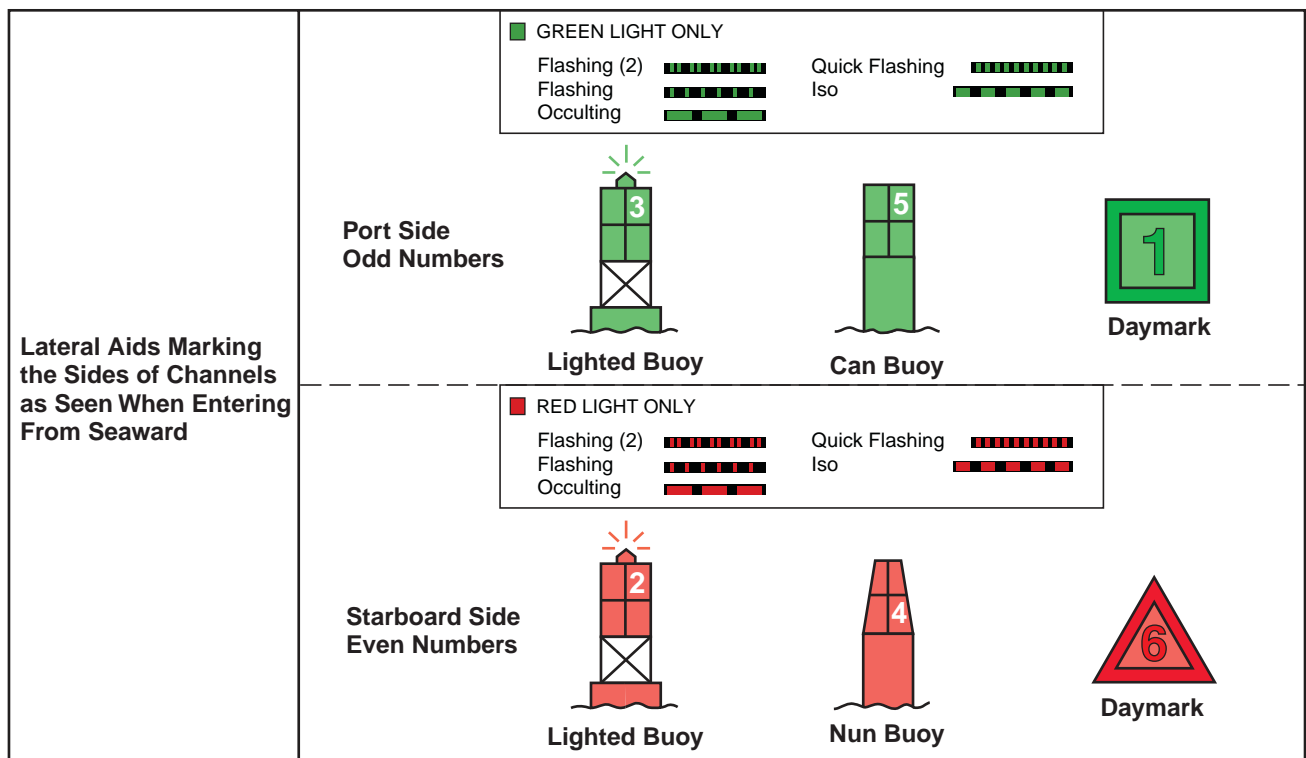 GREEN LIGHT ONLY
Flashing (2)
Quick Flashing
Flashing
Iso
Occulting
Port Side
Odd Numbers
3
5
1
Lighted Buoy
Can Buoy
Daymark
Lateral Aids Marking
the Sides of Channels
as Seen When Entering
From Seaward
RED LIGHT ONLY
Flashing (2)
Quick Flashing
Flashing
Iso
Occulting
Starboard Side
Even Numbers
2
4
6
Lighted Buoy
Nun Buoy
Daymark